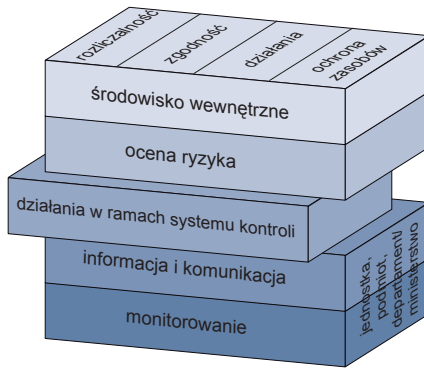 rozliczalność
zgodność
działania
ochrona
zasobów
środowisko wewnętrzne
ocena ryzyka
działania w ramach systemu kontroli
informacja i komunikacja
monitorowanie
jednostka,
podmiot,
departament/
ministerstwo